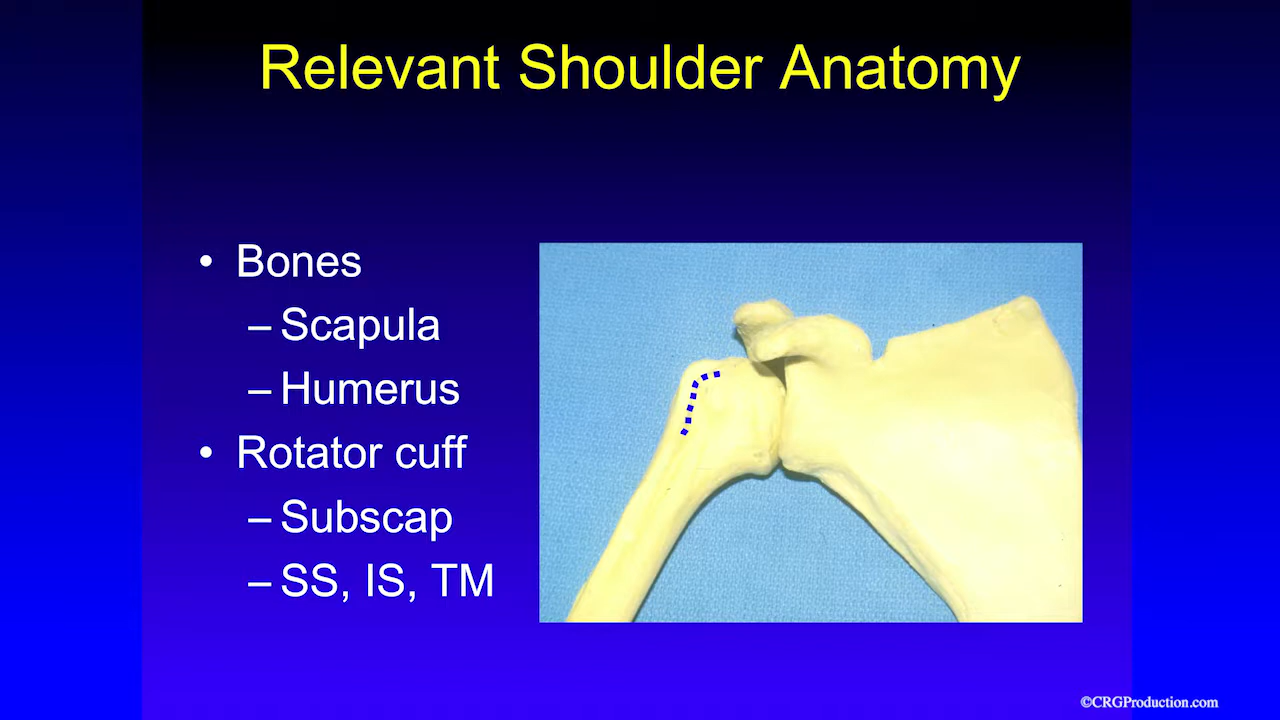 Relevant Shoulder Anatomy
• Bones
– Scapula
– Humerus
• Rotator cuff
– Subscap
– SS, IS, TM
©CRGProduction.com